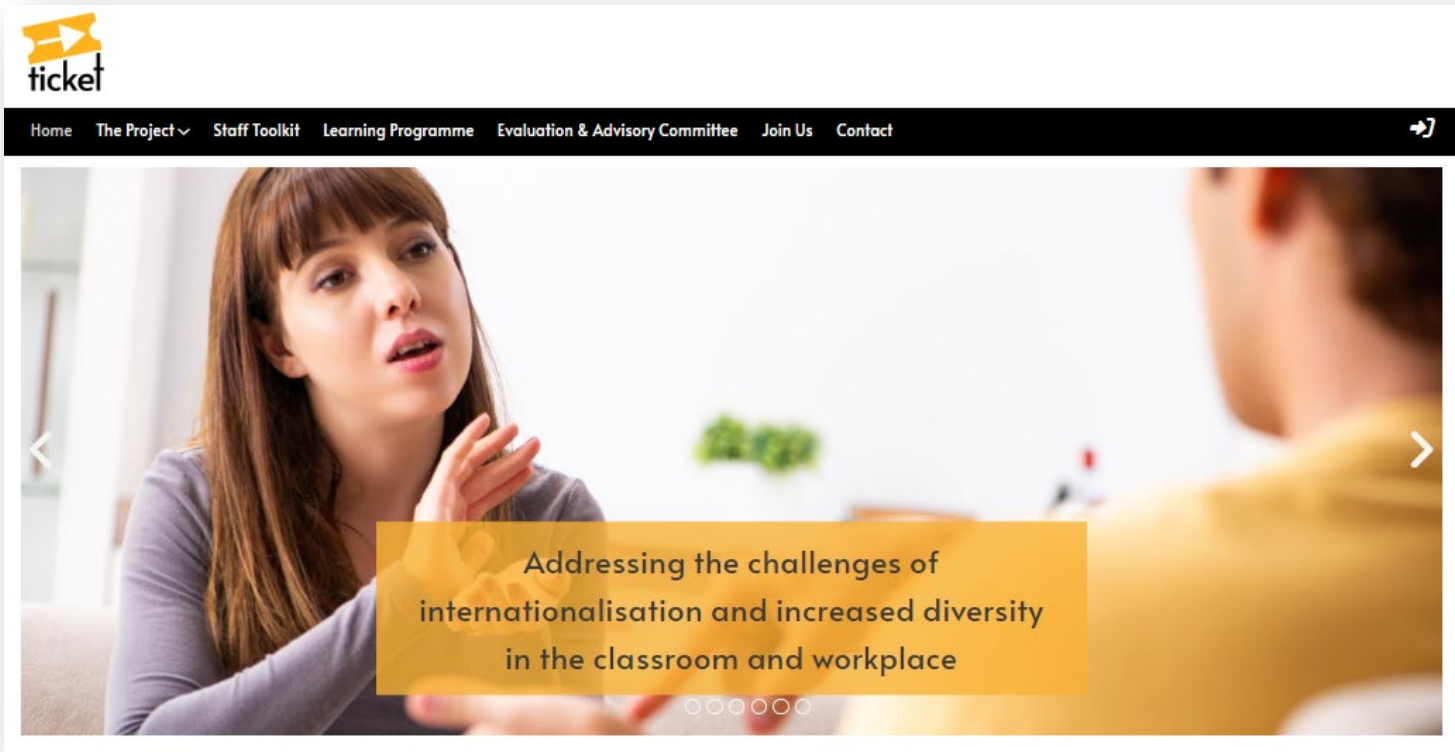 ticket
Home The Project Staff Toolkit Learning Programme Evaluation & Advisory Committee Join Us Contact
Addressing the challenges of
internationalisation and increased diversity
in the classroom and workplace